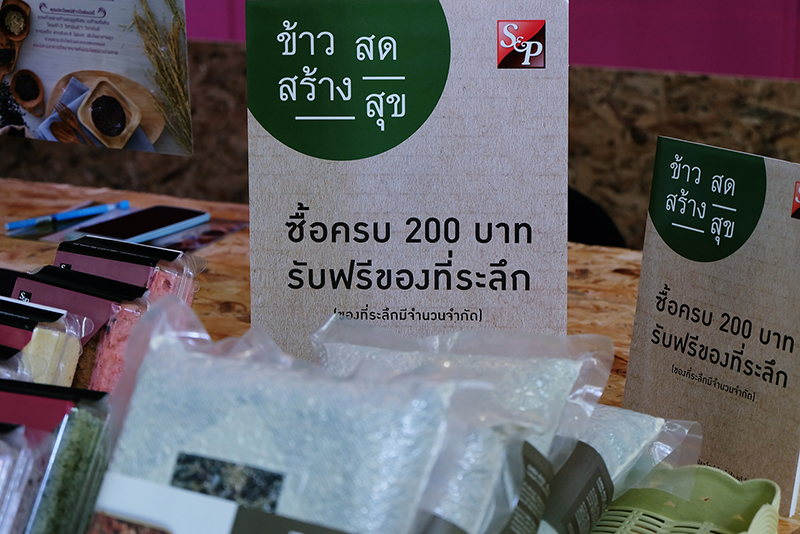 ข้าว สด
สร้าง สุข
S&P
ซื้อครบ 200 บาท
รับฟรีของที่ระลึก
(ของที่ระลึกมีจำนวนจำกัด)
ข้าว สด
สร้าง สุข
ซื้อครบ 200 บาท
รับฟรีของที่ระลึก
(ของที่ระลึกมีจำนวนจำกัด)
S&P